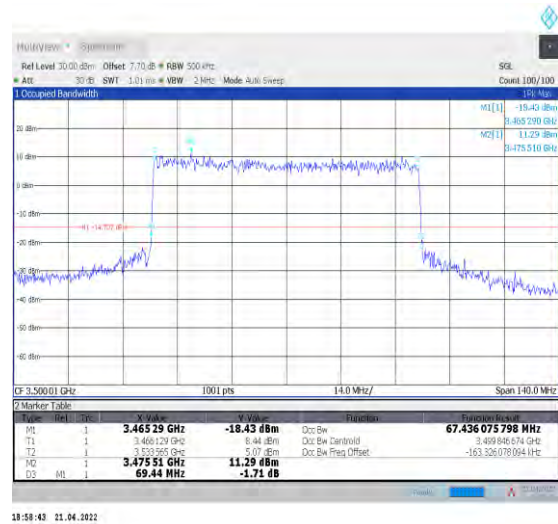 MultiView Spectrum
Ref Level 30.00 dBm Offset 7.70 dB RBW 500 kHz SGL
Att 30 dB SWT 1.01 ms VBW 2 MHz Mode Auto Sweep Count 100/100
1 Occupied Bandwidth 1Pk Max
M1[1] -18.43 dBm
3.465 290 GHz
M2[1] 11.29 dBm
3.475 510 GHz
20 dBm
10 dBm
0 dBm
-10 dBm
-20 dBm
-30 dBm
-40 dBm
-50 dBm
-60 dBm
CF 3.50001 GHz 1001 pts 14.0 MHz/ Span 140.0 MHz
2 Marker Table
Type Ref Trc X-Value Y-Value Function Function Result
M1 1 3.465 29 GHz -18.43 dBm Occ Bw 67.436 075 798 MHz
T1 1 3.466 129 GHz 8.44 dBm Occ Bw Centroid 3.499 846 674 GHz
T2 1 3.533 565 GHz 5.07 dBm Occ Bw Freq Offset -163.326 078 094 kHz
M2 1 3.475 51 GHz 11.29 dBm
D3 M1 1 69.44 MHz -1.71 dB
18:58:43 21.04.2022